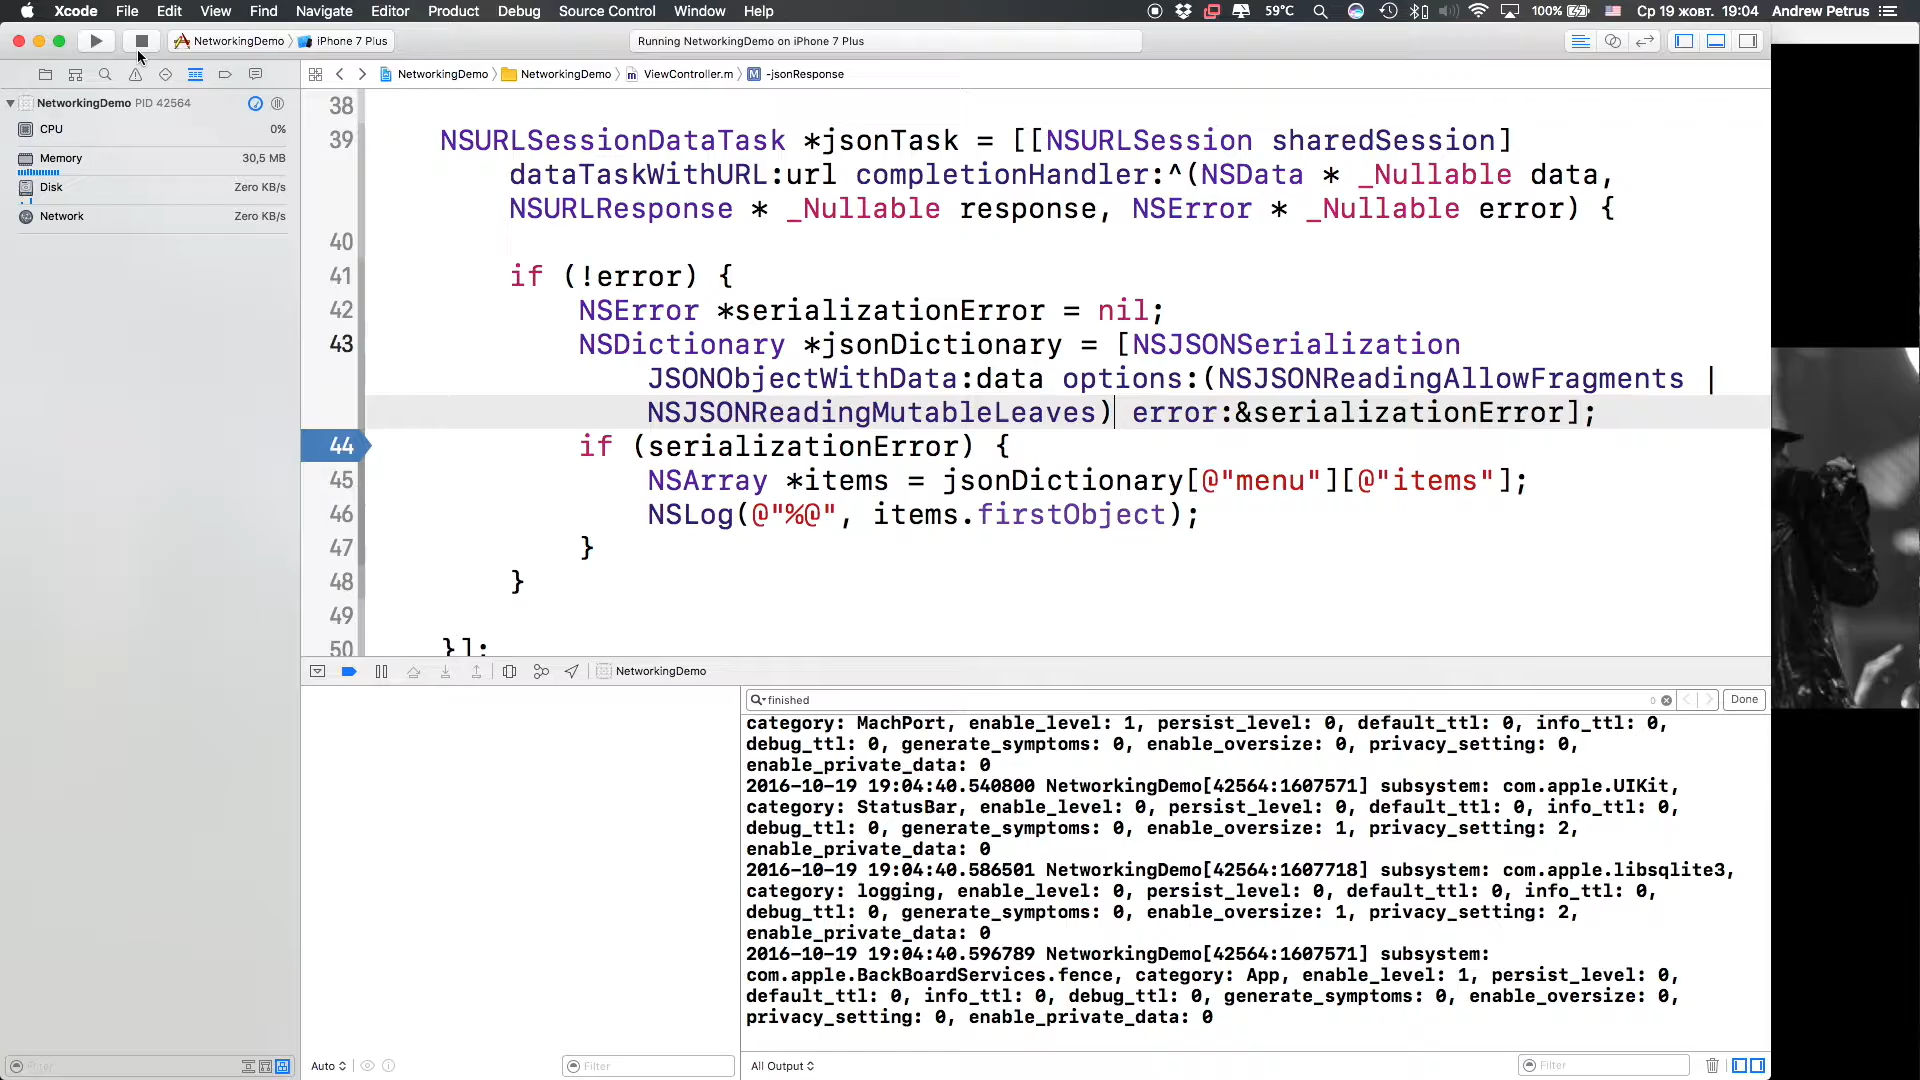 Xcode File Edit View Find Navigate Editor Product Debug Source Control Window Help 59°C 100% Ср 19 жовт. 19:04 Andrew Petrus
NetworkingDemo iPhone 7 Plus Running NetworkingDemo on iPhone 7 Plus
NetworkingDemo NetworkingDemo ViewController.m M -jsonResponse
NetworkingDemo PID 42564
CPU 0%
Memory 30,5 MB
Disk Zero KB/s
Network Zero KB/s
38
39 NSURLSessionDataTask *jsonTask = [[NSURLSession sharedSession]
dataTaskWithURL:url completionHandler:^(NSData * _Nullable data,
NSURLResponse * _Nullable response, NSError * _Nullable error) {
40
41 if (!error) {
42 NSError *serializationError = nil;
43 NSDictionary *jsonDictionary = [NSJSONSerialization
JSONObjectWithData:data options:(NSJSONReadingAllowFragments |
NSJSONReadingMutableLeaves) error:&serializationError];
44 if (serializationError) {
45 NSArray *items = jsonDictionary[@"menu"][@"items"];
46 NSLog(@"%@", items.firstObject);
47 }
48 }
49
50 }];
NetworkingDemo
finished 0 Done
category: MachPort, enable_level: 1, persist_level: 0, default_ttl: 0, info_ttl: 0,
debug_ttl: 0, generate_symptoms: 0, enable_oversize: 0, privacy_setting: 0,
enable_private_data: 0
2016-10-19 19:04:40.540800 NetworkingDemo[42564:1607571] subsystem: com.apple.UIKit,
category: StatusBar, enable_level: 0, persist_level: 0, default_ttl: 0, info_ttl: 0,
debug_ttl: 0, generate_symptoms: 0, enable_oversize: 1, privacy_setting: 2,
enable_private_data: 0
2016-10-19 19:04:40.586501 NetworkingDemo[42564:1607718] subsystem: com.apple.libsqlite3,
category: logging, enable_level: 0, persist_level: 0, default_ttl: 0, info_ttl: 0,
debug_ttl: 0, generate_symptoms: 0, enable_oversize: 1, privacy_setting: 2,
enable_private_data: 0
2016-10-19 19:04:40.596789 NetworkingDemo[42564:1607571] subsystem:
com.apple.BackBoardServices.fence, category: App, enable_level: 1, persist_level: 0,
default_ttl: 0, info_ttl: 0, debug_ttl: 0, generate_symptoms: 0, enable_oversize: 0,
privacy_setting: 0, enable_private_data: 0
Filter Auto Filter All Output Filter